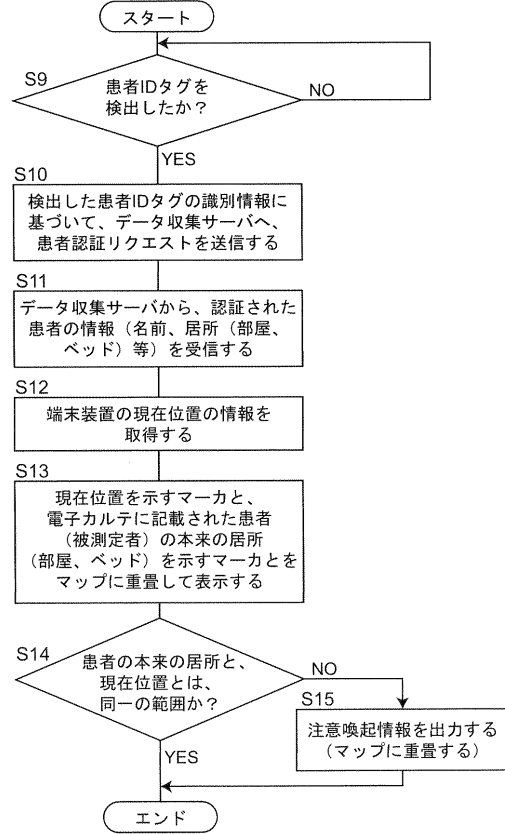 スタート
S9
患者IDタグを
検出したか？
NO
YES
S10
検出した患者IDタグの識別情報に
基づいて、データ収集サーバへ、
患者認証リクエストを送信する
S11
データ収集サーバから、認証された
患者の情報（名前、居所（部屋、
ベッド）等）を受信する
S12
端末装置の現在位置の情報を
取得する
S13
現在位置を示すマーカと、
電子カルテに記載された患者
（被測定者）の本来の居所
（部屋、ベッド）を示すマーカとを
マップに重畳して表示する
S14
患者の本来の居所と、
現在位置とは、
同一の範囲か？
NO
YES
S15
注意喚起情報を出力する
（マップに重畳する）
エンド